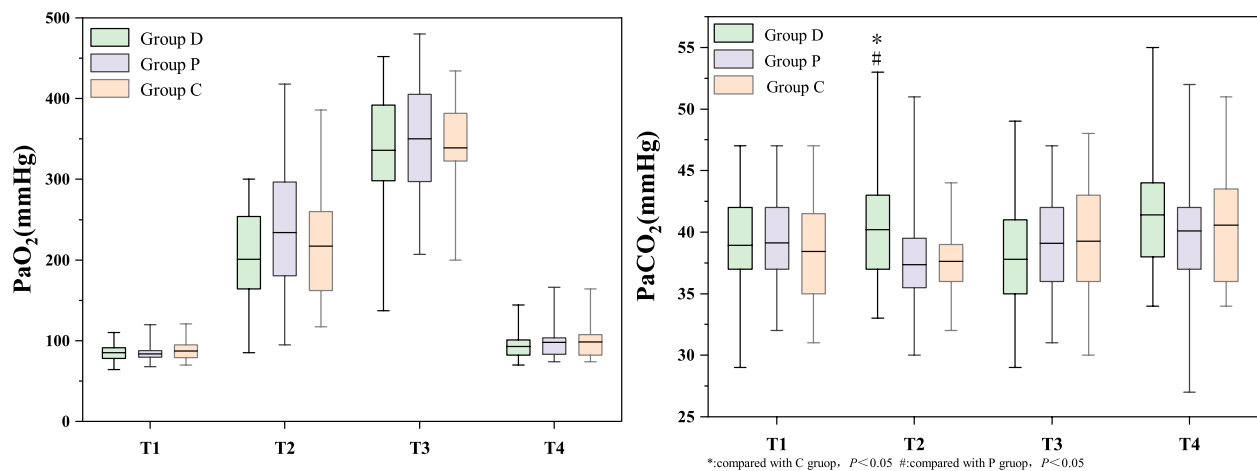 PaO₂(mmHg)
500
400
300
200
100
0
Group D
Group P
Group C
T1 T2 T3 T4
PaCO₂(mmHg)
55
50
45
40
35
30
25
Group D
Group P
Group C
*
#
T1 T2 T3 T4
*:compared with C gruop, P<0.05 #:compared with P gruop, P<0.05